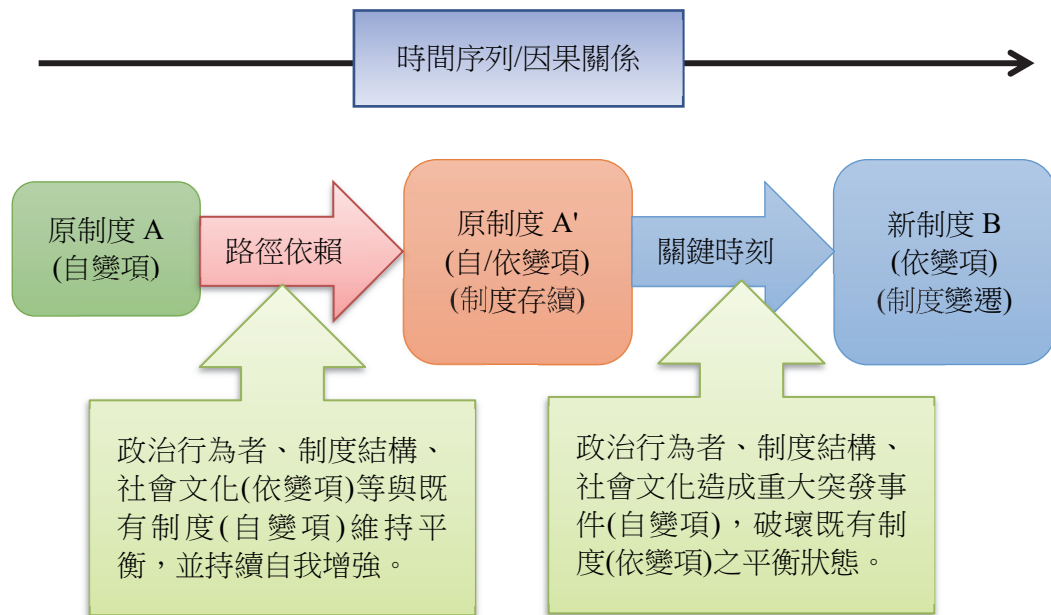 時間序列/因果關係
原制度 A
(自變項)
路徑依賴
原制度 A'
(自/依變項)
(制度存續)
關鍵時刻
新制度 B
(依變項)
(制度變遷)
政治行為者、制度結構、
社會文化(依變項)等與既
有制度(自變項)維持平
衡，並持續自我增強。
政治行為者、制度結構、
社會文化造成重大突發事
件(自變項)，破壞既有制
度(依變項)之平衡狀態。